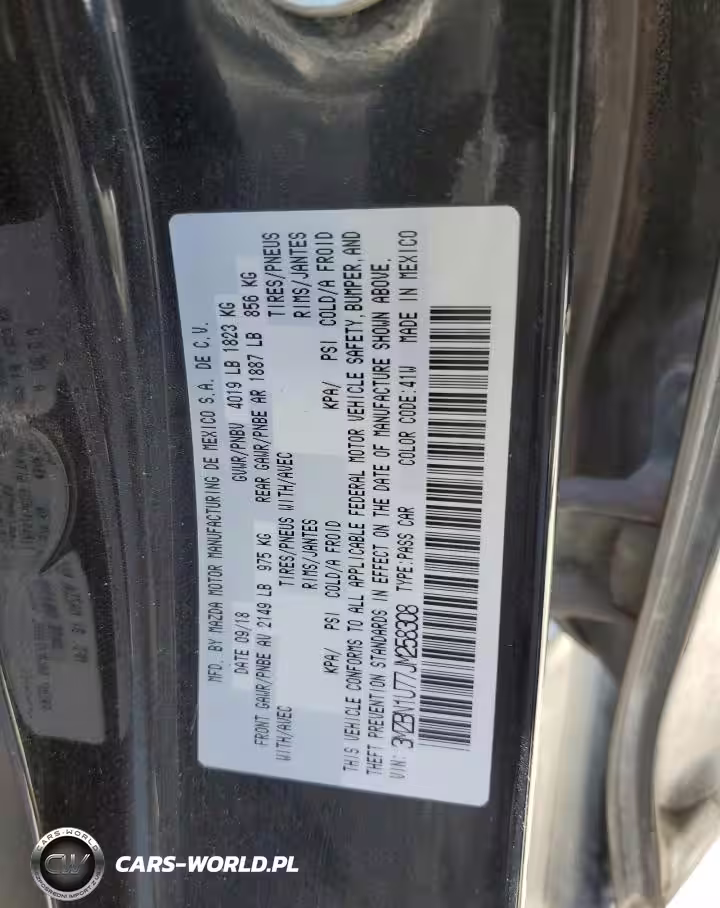 MFD. BY MAZDA MOTOR MANUFACTURING DE MEXICO S.A. DE C.V.
DATE 09/18 GVWR/PNBV 4019 LB 1823 KG
FRONT GAWR/PNBE AV 2149 LB 975 KG REAR GAWR/PNBE AR 1887 LB 856 KG
WITH/AVEC TIRES/PNEUS WITH/AVEC TIRES/PNEUS
RIMS/JANTES RIMS/JANTES
KPA/ PSI COLD/A FROID KPA/ PSI COLD/A FROID
THIS VEHICLE CONFORMS TO ALL APPLICABLE FEDERAL MOTOR VEHICLE SAFETY, BUMPER, AND
THEFT PREVENTION STANDARDS IN EFFECT ON THE DATE OF MANUFACTURE SHOWN ABOVE.
VIN: 3MZBN1U77JM258308 TYPE:PASS CAR COLOR CODE:41W MADE IN MEXICO
CARS-WORLD
CW
CARS-WORLD.PL